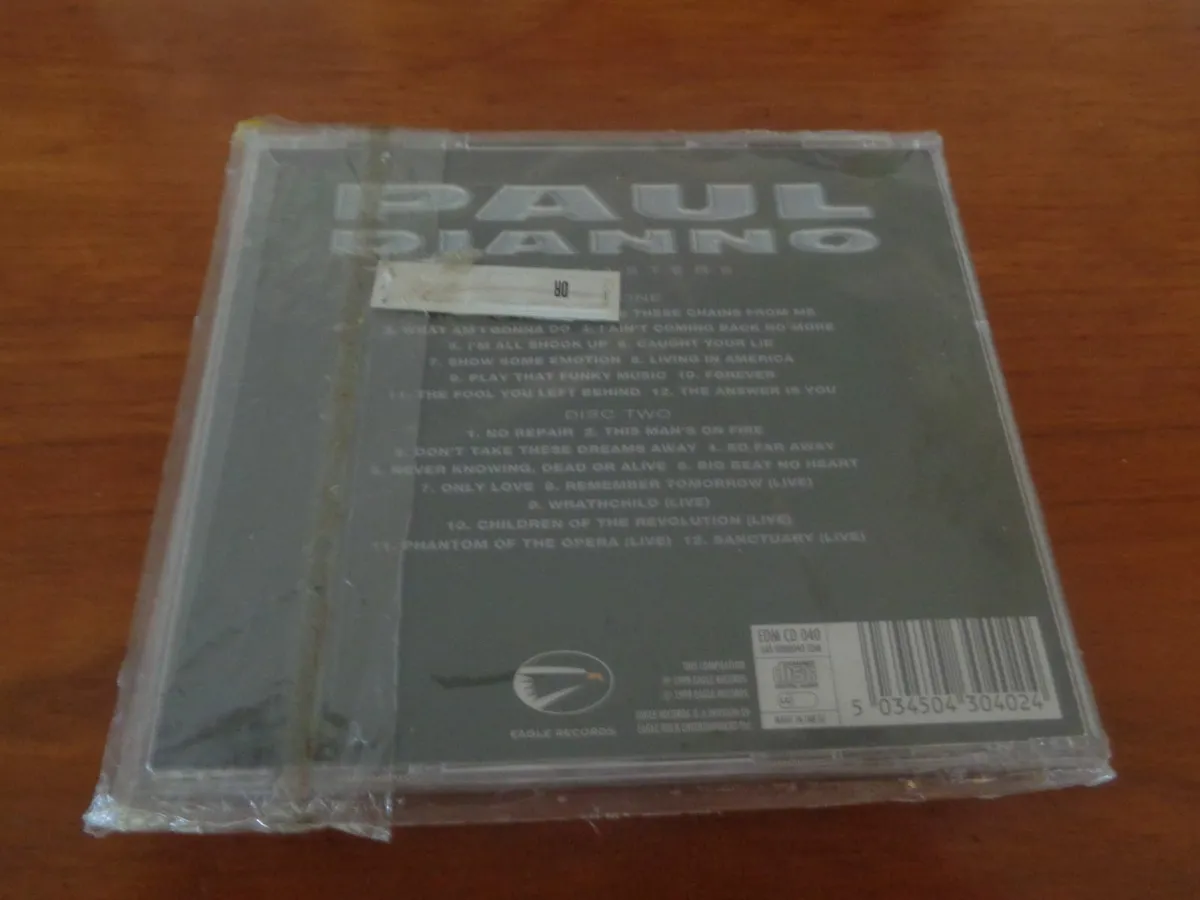 PAUL
DIANNO
DR
ONE
THESE CHAINS FROM ME
3. WHAT AM I GONNA DO 4. I AIN'T COMING BACK NO MORE
5. I'M ALL SHOOK UP 6. CAUGHT YOUR LIE
7. SHOW SOME EMOTION 8. LIVING IN AMERICA
9. PLAY THAT FUNKY MUSIC 10. FOREVER
11. THE FOOL YOU LEFT BEHIND 12. THE ANSWER IS YOU
DISC TWO
1. NO REPAIR 2. THIS MAN'S ON FIRE
3. DON'T TAKE THESE DREAMS AWAY 4. SO FAR AWAY
5. NEVER KNOWING, DEAD OR ALIVE 6. BIG BEAT NO HEART
7. ONLY LOVE 8. REMEMBER TOMORROW (LIVE)
9. WRATHCHILD (LIVE)
10. CHILDREN OF THE REVOLUTION (LIVE)
11. PHANTOM OF THE OPERA (LIVE) 12. SANCTUARY (LIVE)
EAGLE RECORDS
EDM CD 040
5 034504 304024